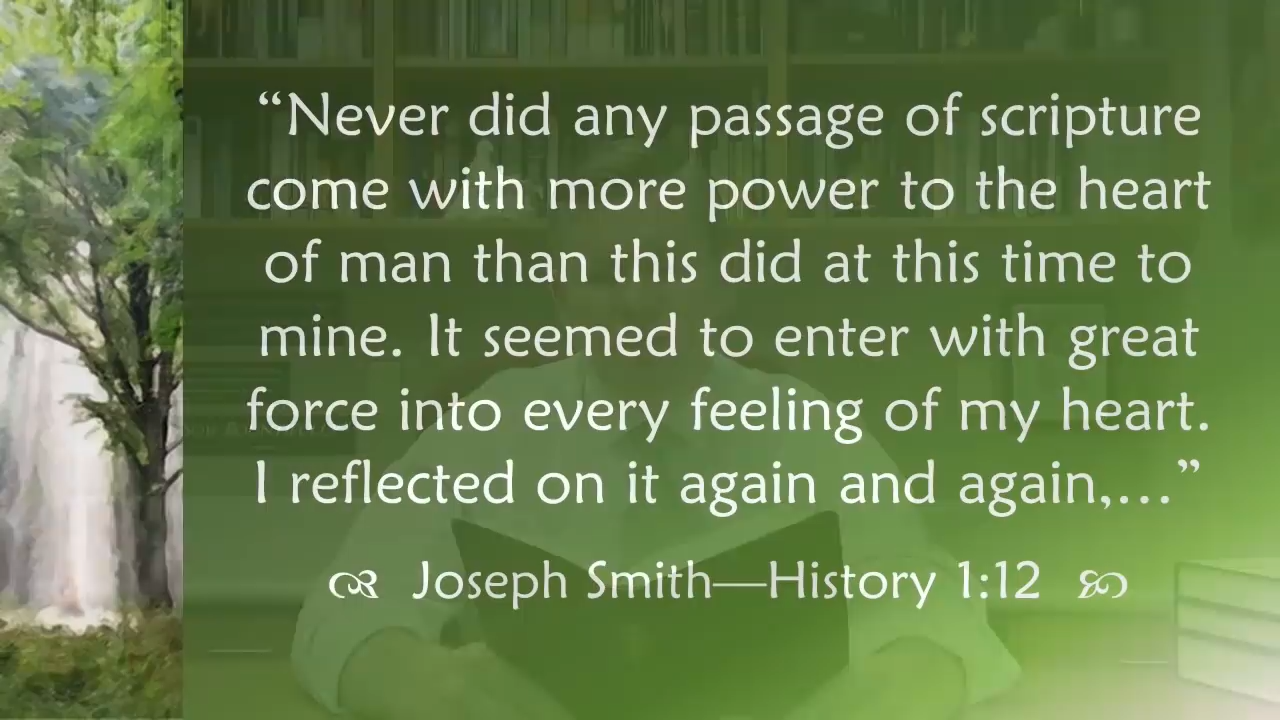 “Never did any passage of scripture
come with more power to the heart
of man than this did at this time to
mine. It seemed to enter with great
force into every feeling of my heart.
I reflected on it again and again,…”
Joseph Smith—History 1:12